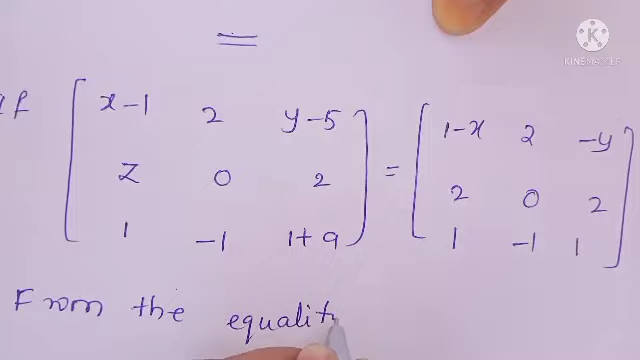 K
KINEMASTER
If [ x-1 2 y-5 ] = [ 1-x 2 -y ]
[ z 0 2 ] [ 2 0 2 ]
[ 1 -1 1+a ] [ 1 -1 1 ]
From the equalit